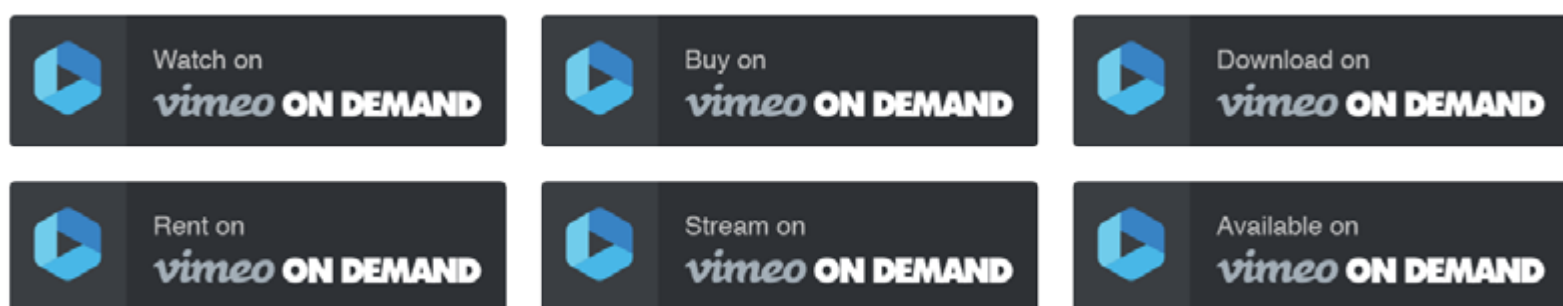 Watch on
vimeo ON DEMAND
Buy on
vimeo ON DEMAND
Download on
vimeo ON DEMAND
Rent on
vimeo ON DEMAND
Stream on
vimeo ON DEMAND
Available on
vimeo ON DEMAND